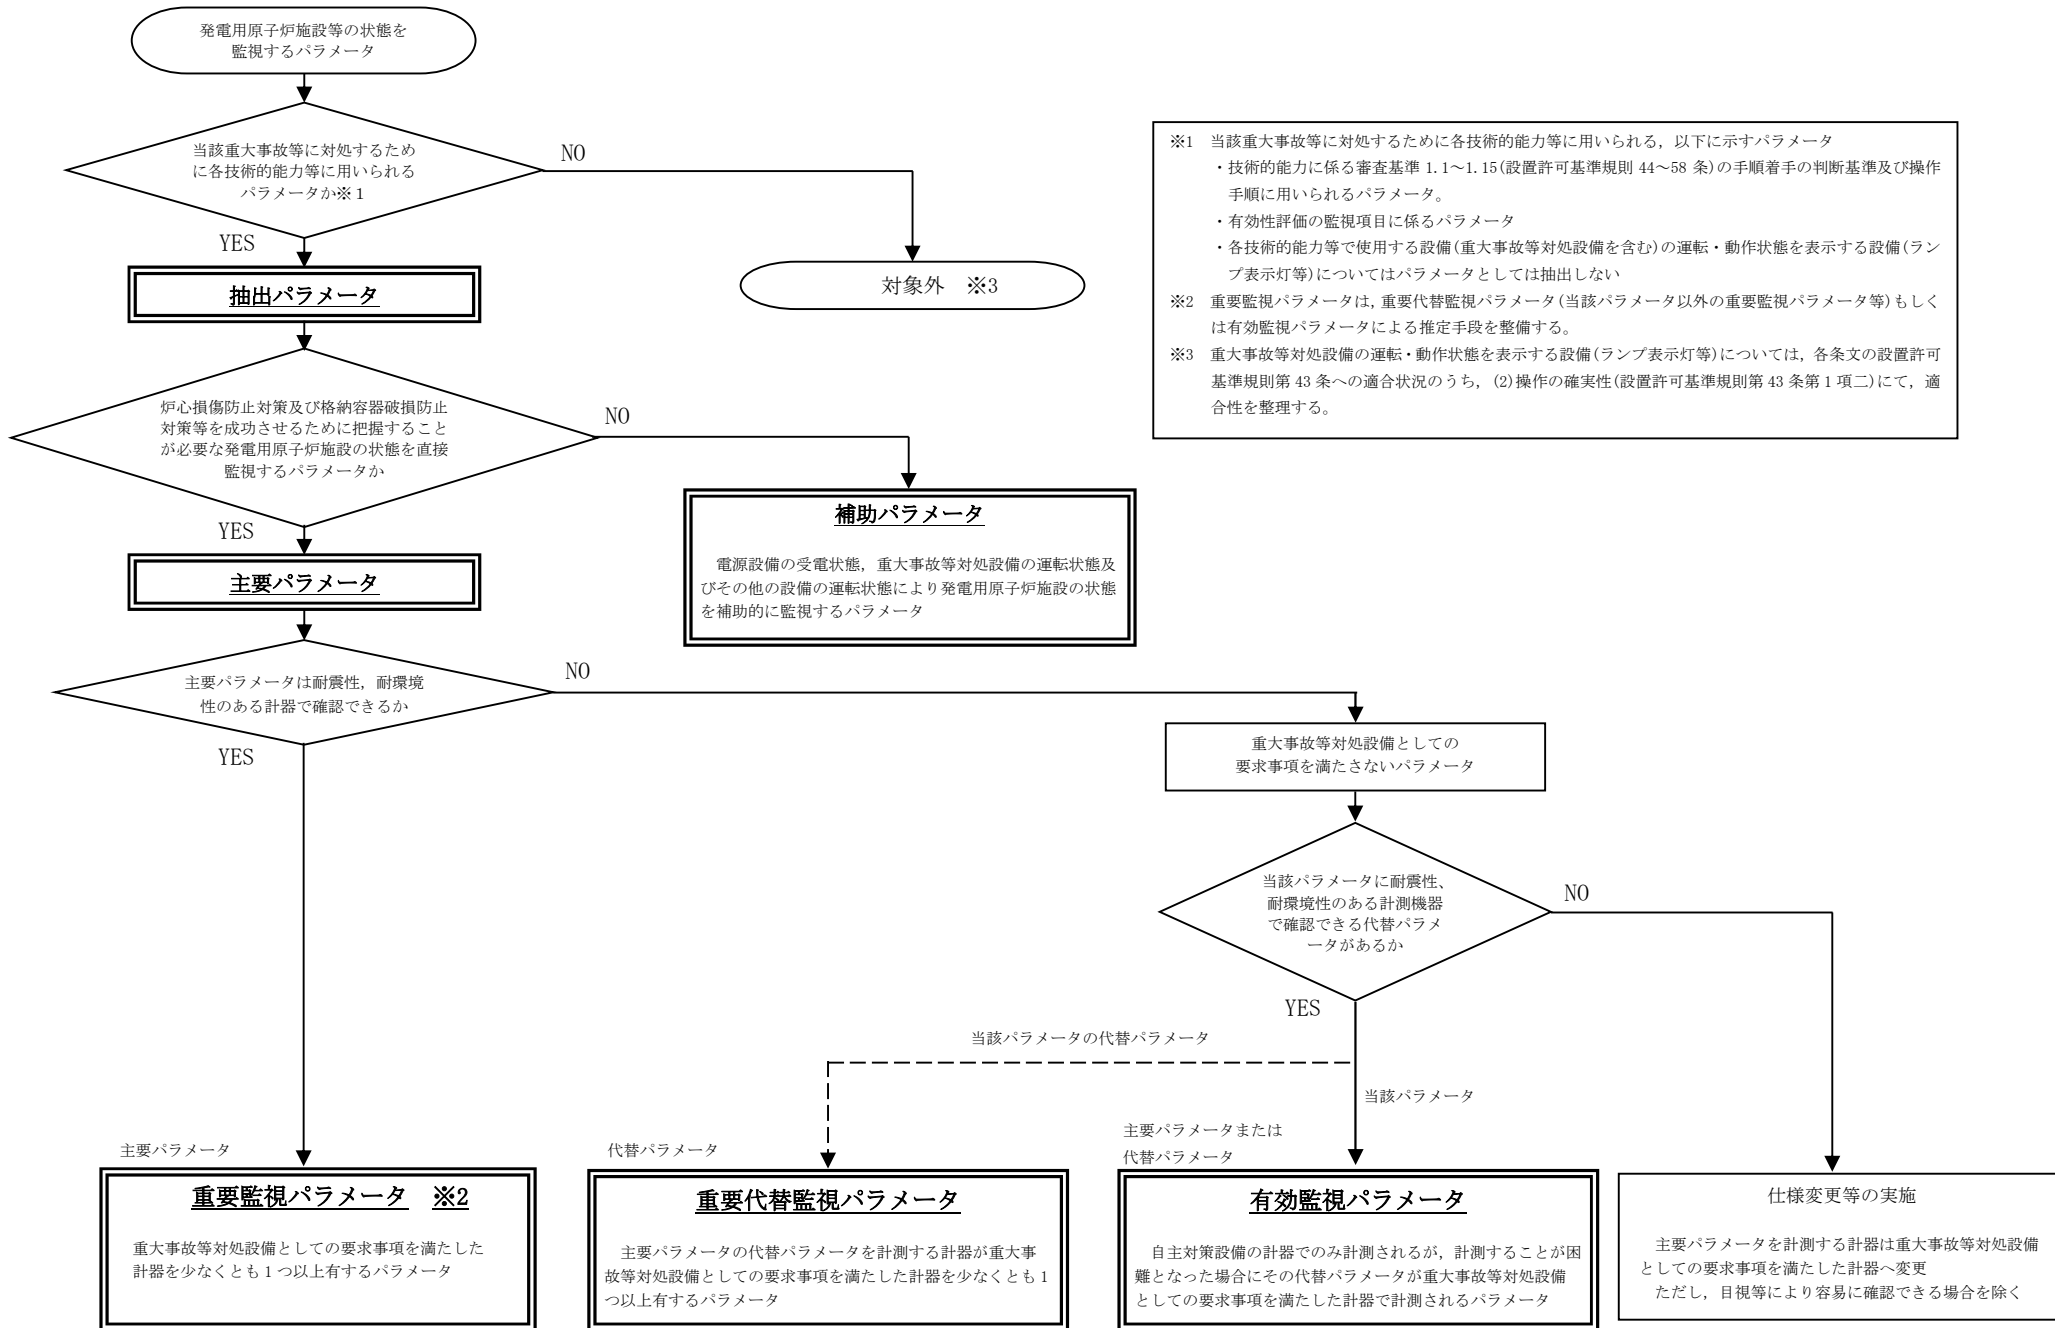 発電用原子炉施設等の状態を
監視するパラメータ
当該重大事故等に対処するため
に各技術的能力等に用いられる
パラメータか※１
NO
YES
対象外　※3
抽出パラメータ
※1　当該重大事故等に対処するために各技術的能力等に用いられる，以下に示すパラメータ
・技術的能力に係る審査基準 1.1～1.15(設置許可基準規則 44～58 条)の手順着手の判断基準及び操作
手順に用いられるパラメータ。
・有効性評価の監視項目に係るパラメータ
・各技術的能力等で使用する設備(重大事故等対処設備を含む)の運転・動作状態を表示する設備(ラン
プ表示灯等)についてはパラメータとしては抽出しない
※2　重要監視パラメータは，重要代替監視パラメータ(当該パラメータ以外の重要監視パラメータ等)もしく
は有効監視パラメータによる推定手段を整備する。
※3　重大事故等対処設備の運転・動作状態を表示する設備(ランプ表示灯等)については，各条文の設置許可
基準規則第 43 条への適合状況のうち，(2)操作の確実性(設置許可基準規則第 43 条第 1 項二)にて，適
合性を整理する。
炉心損傷防止対策及び格納容器破損防止
対策等を成功させるために把握すること
が必要な発電用原子炉施設の状態を直接
監視するパラメータか
NO
YES
補助パラメータ
電源設備の受電状態，重大事故等対処設備の運転状態及
びその他の設備の運転状態により発電用原子炉施設の状態
を補助的に監視するパラメータ
主要パラメータ
主要パラメータは耐震性，耐環境
性のある計器で確認できるか
NO
YES
重大事故等対処設備としての
要求事項を満たさないパラメータ
当該パラメータに耐震性、
耐環境性のある計測機器
で確認できる代替パラメ
ータがあるか
NO
YES
当該パラメータの代替パラメータ
当該パラメータ
主要パラメータ
重要監視パラメータ　※2
重大事故等対処設備としての要求事項を満たした
計器を少なくとも１つ以上有するパラメータ
代替パラメータ
重要代替監視パラメータ
主要パラメータの代替パラメータを計測する計器が重大事
故等対処設備としての要求事項を満たした計器を少なくとも１
つ以上有するパラメータ
主要パラメータまたは
代替パラメータ
有効監視パラメータ
自主対策設備の計器でのみ計測されるが，計測することが困
難となった場合にその代替パラメータが重大事故等対処設備
としての要求事項を満たした計器で計測されるパラメータ
仕様変更等の実施
主要パラメータを計測する計器は重大事故等対処設備
としての要求事項を満たした計器へ変更
ただし，目視等により容易に確認できる場合を除く